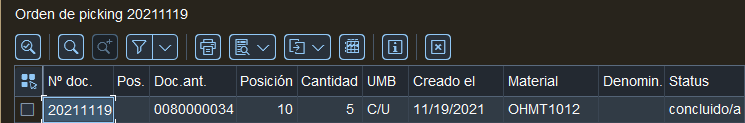 Orden de picking 20211119
Nº doc. Pos. Doc.ant. Posición Cantidad UMB Creado el Material Denomin. Status
20211119 0080000034 10 5 C/U 11/19/2021 OHMT1012 concluido/a